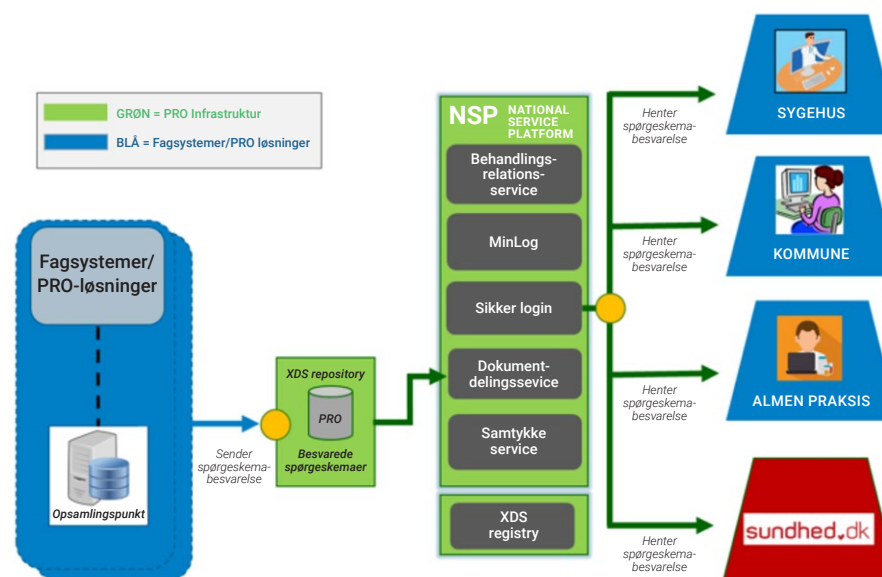 GRØN = PRO Infrastruktur
BLÅ = Fagsystemer/PRO løsninger
Fagsystemer/
PRO-løsninger
Opsamlingspunkt
Sender
spørgeskema-
besvarelse
XDS repository
PRO
Besvarede
spørgeskemaer
NSP
NATIONAL
SERVICE
PLATFORM
Behandlings-
relations-
service
MinLog
Sikker login
Dokument-
delingssevice
Samtykke
service
XDS
registry
Henter
spørgeskema-
besvarelse
SYGEHUS
Henter
spørgeskema-
besvarelse
KOMMUNE
Henter
spørgeskema-
besvarelse
ALMEN PRAKSIS
Henter
spørgeskema-
besvarelse
sundhed.dk